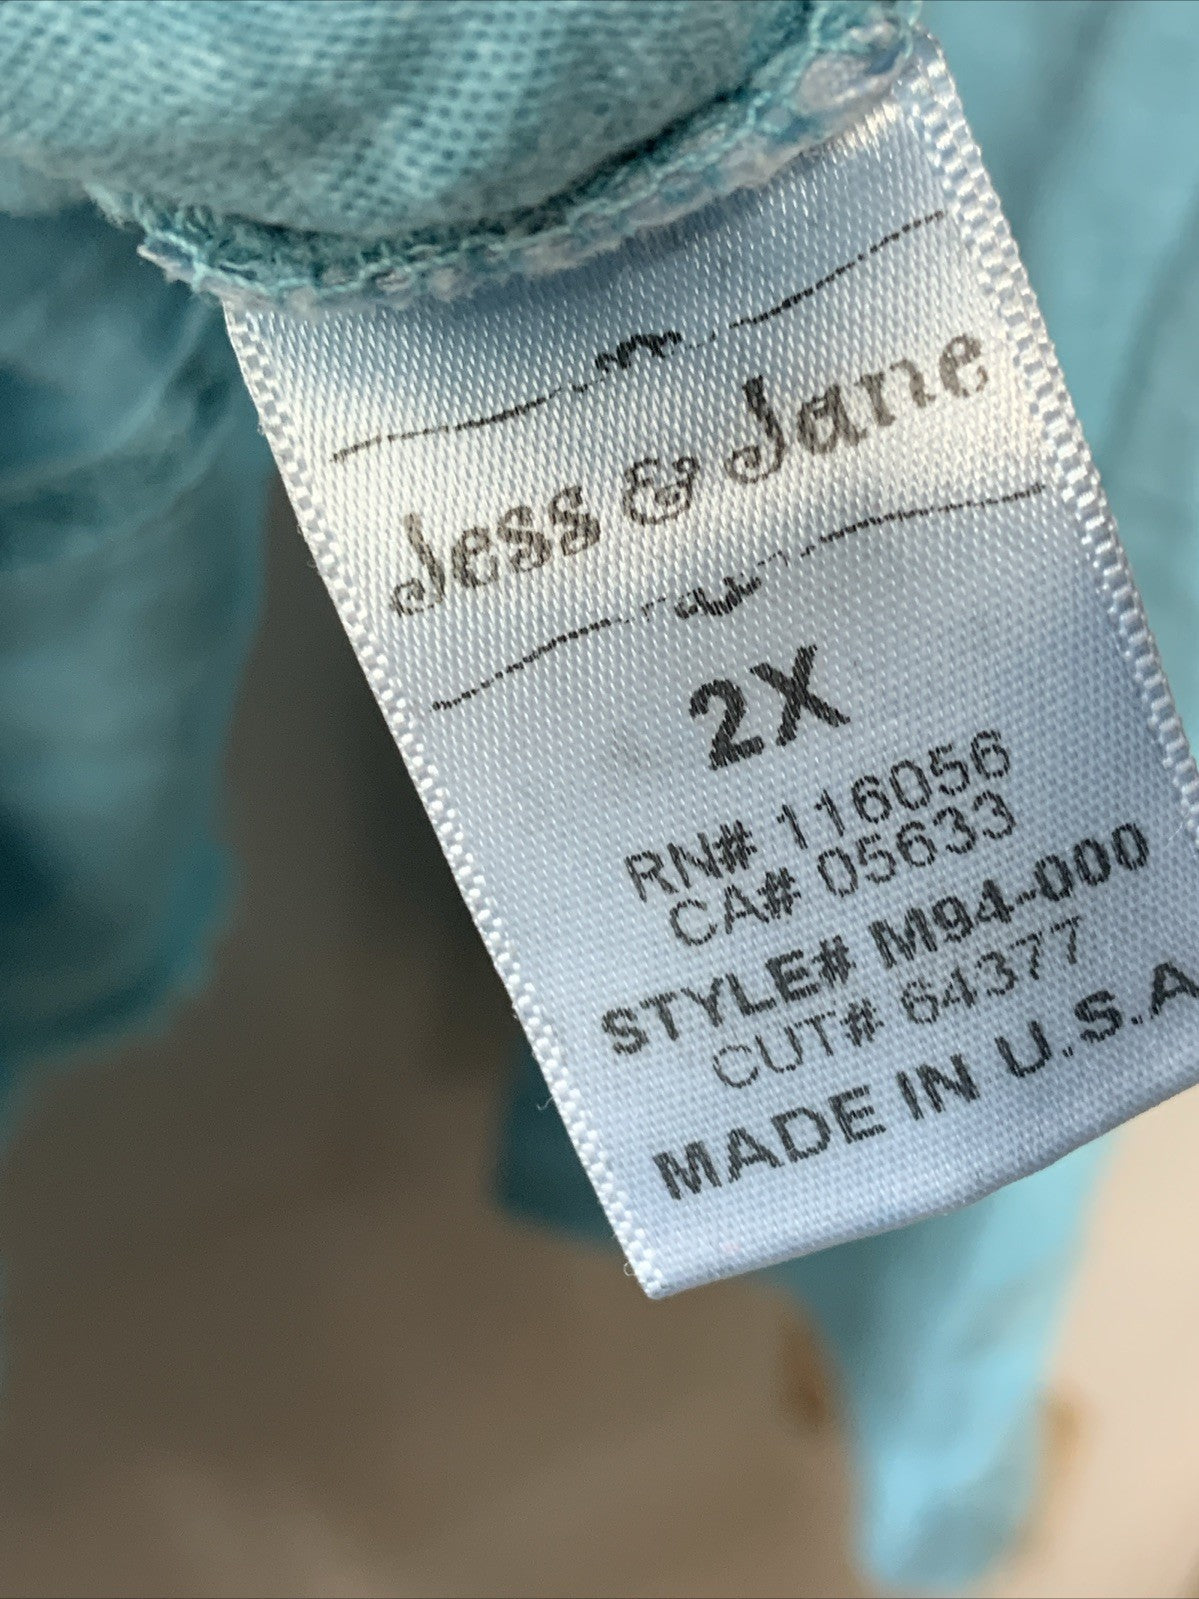 Jess & Jane
2X
RN# 116056
CA# 05633
STYLE# M94-000
CUT# 64377
MADE IN U.S.A